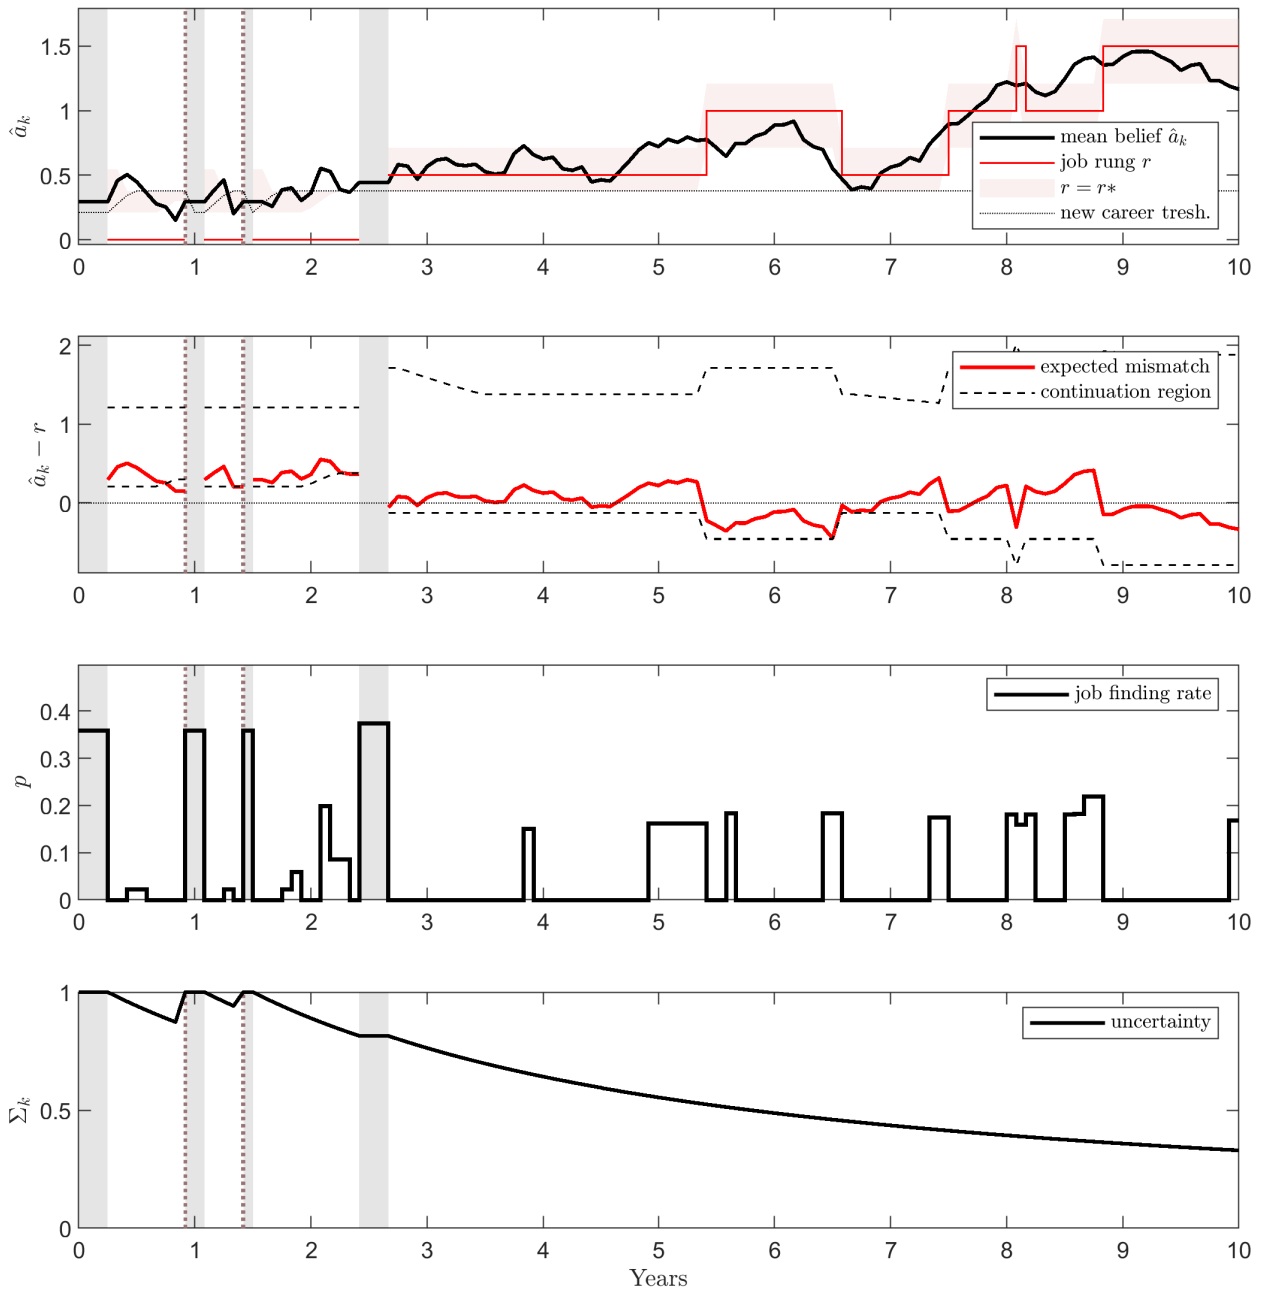 1.5
1
0.5
0
â_k
mean belief â_k
job rung r
r = r*
new career tresh.
0 1 2 3 4 5 6 7 8 9 10
2
1
0
â_k − r
expected mismatch
continuation region
0 1 2 3 4 5 6 7 8 9 10
0.4
0.3
0.2
0.1
0
p
job finding rate
0 1 2 3 4 5 6 7 8 9 10
1
0.5
0
Σ_k
uncertainty
0 1 2 3 4 5 6 7 8 9 10
Years